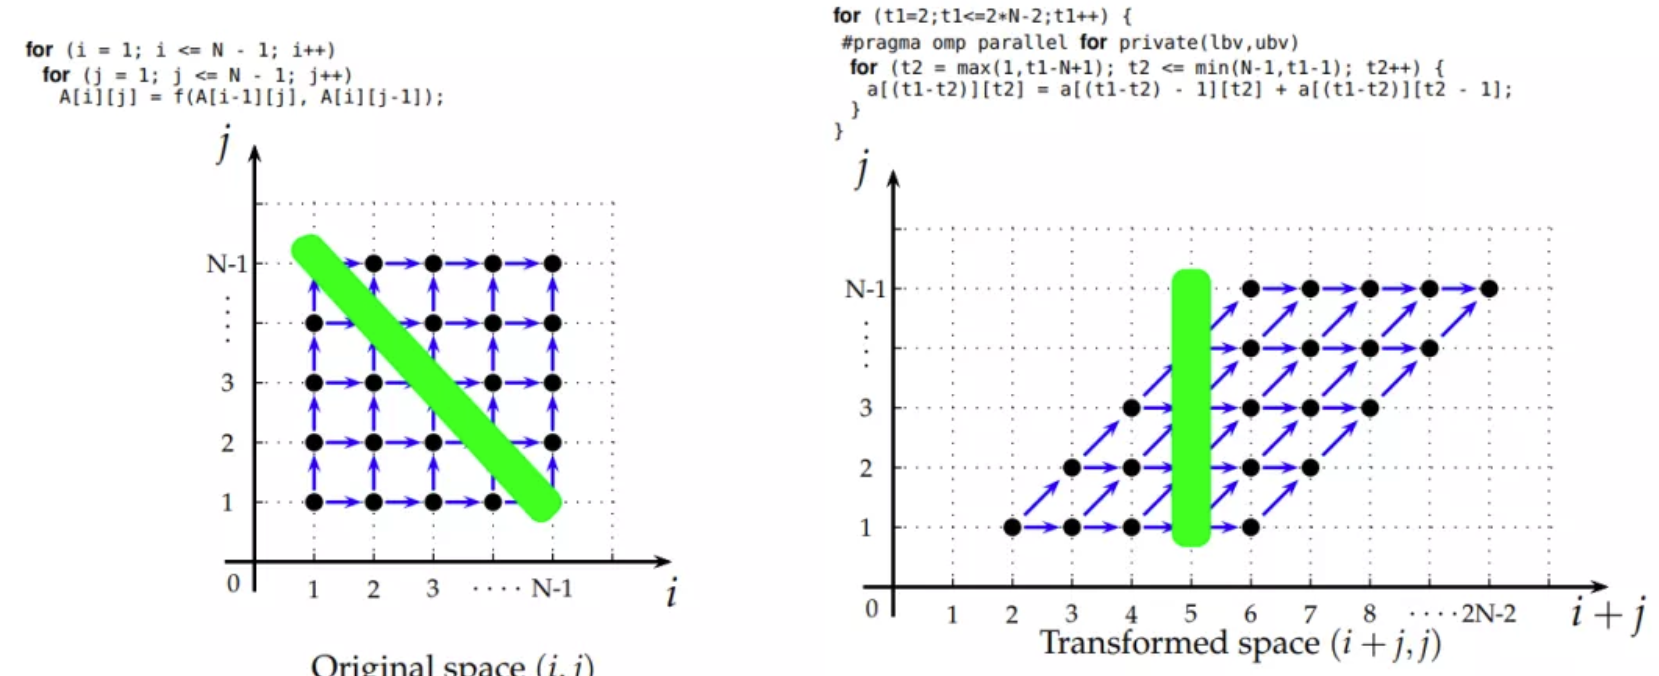 for (i = 1; i <= N - 1; i++)
for (j = 1; j <= N - 1; j++)
A[i][j] = f(A[i-1][j], A[i][j-1]);
j
N-1
⋮
3
2
1
0
1 2 3 ···· N-1
i
Original space (i, j)
for (t1=2;t1<=2*N-2;t1++) {
#pragma omp parallel for private(lbv,ubv)
for (t2 = max(1,t1-N+1); t2 <= min(N-1,t1-1); t2++) {
a[(t1-t2)][t2] = a[(t1-t2) - 1][t2] + a[(t1-t2)][t2 - 1];
}
}
j
N-1
⋮
3
2
1
0
1 2 3 4 5 6 7 8 ····2N-2
i + j
Transformed space (i + j, j)